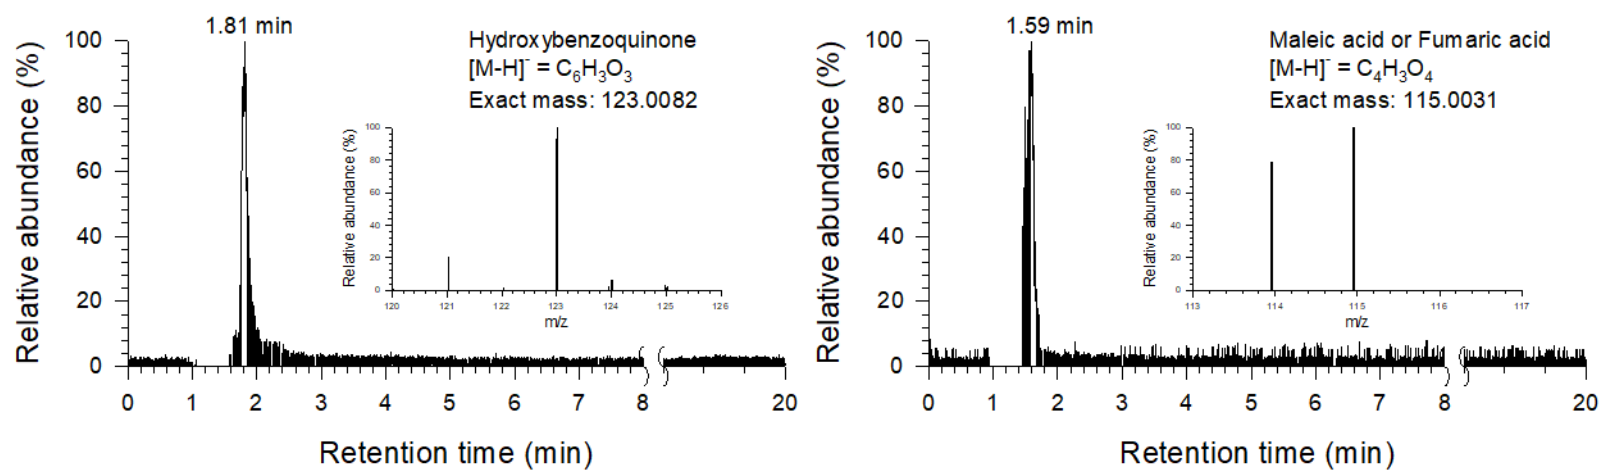 1.81 min
Hydroxybenzoquinone
[M-H]⁻ = C₆H₃O₃
Exact mass: 123.0082
Relative abundance (%)
100
80
60
40
20
0
Relative abundance (%)
100
80
60
40
20
0
120 121 122 123 124 125 126
m/z
0 1 2 3 4 5 6 7 8 20
Retention time (min)
1.59 min
Maleic acid or Fumaric acid
[M-H]⁻ = C₄H₃O₄
Exact mass: 115.0031
Relative abundance (%)
100
80
60
40
20
0
Relative abundance (%)
100
80
60
40
20
0
113 114 115 116 117
m/z
0 1 2 3 4 5 6 7 8 20
Retention time (min)